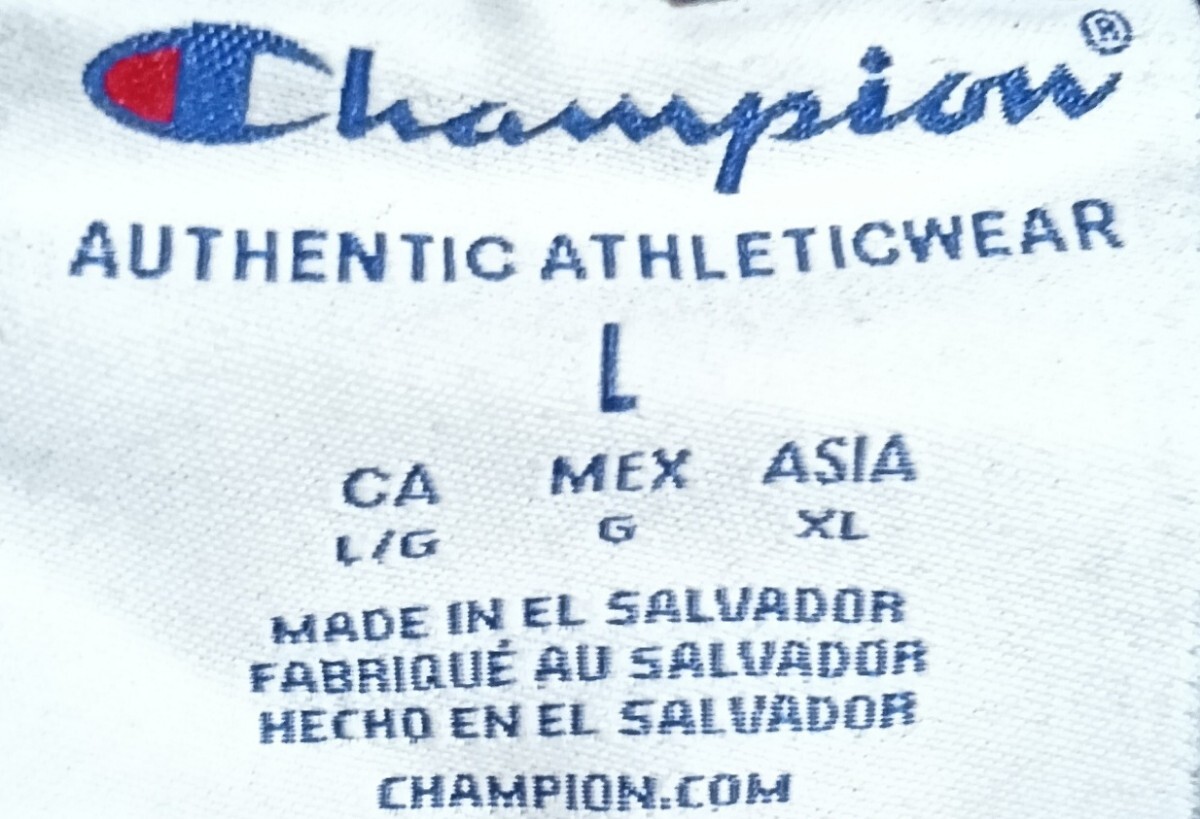 Champion®
AUTHENTIC ATHLETICWEAR
L
CA MEX ASIA
L/G G XL
MADE IN EL SALVADOR
FABRIQUÉ AU SALVADOR
HECHO EN EL SALVADOR
CHAMPION.COM